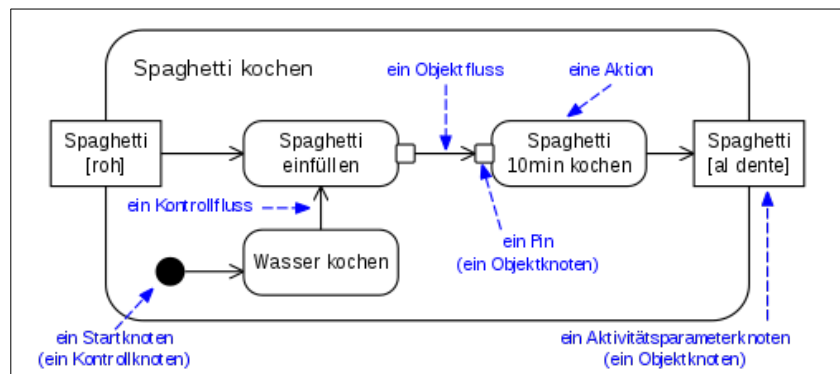 Spaghetti kochen
ein Objektfluss
eine Aktion
Spaghetti
[roh]
Spaghetti
einfüllen
Spaghetti
10min kochen
Spaghetti
[al dente]
ein Kontrollfluss
Wasser kochen
ein Pin
(ein Objektknoten)
ein Startknoten
(ein Kontrollknoten)
ein Aktivitätsparameterknoten
(ein Objektknoten)